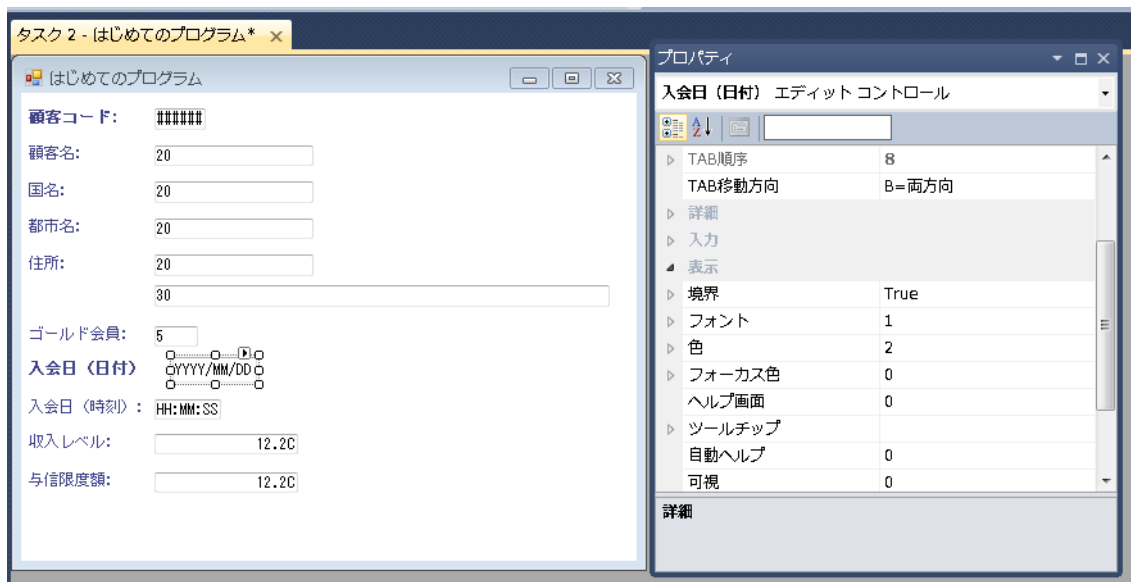 タスク 2 - はじめてのプログラム*
はじめてのプログラム
顧客コード: ######
顧客名: 20
国名: 20
都市名: 20
住所: 20
30
ゴールド会員: 5
入会日（日付） YYYY/MM/DD
入会日（時刻）: HH:MM:SS
収入レベル: 12.2C
与信限度額: 12.2C
プロパティ
入会日（日付） エディット コントロール
TAB順序 8
TAB移動方向 B=両方向
詳細
入力
表示
境界 True
フォント 1
色 2
フォーカス色 0
ヘルプ画面 0
ツールチップ
自動ヘルプ 0
可視 0
詳細